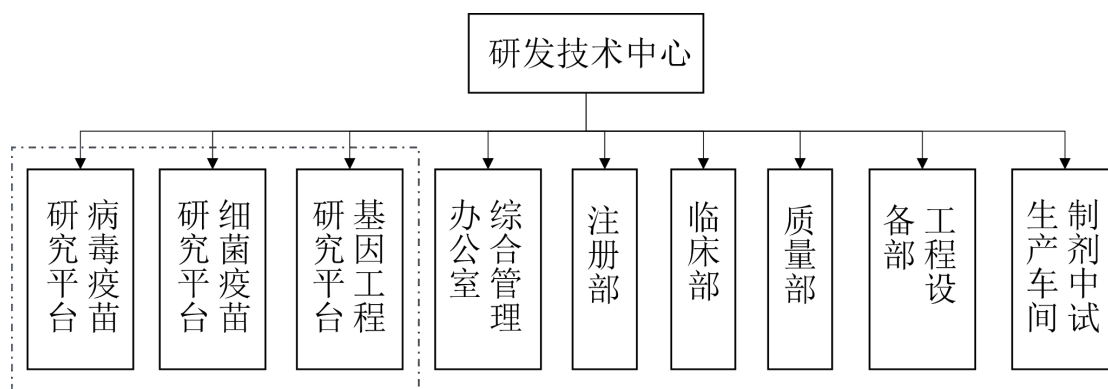 研发技术中心
病毒疫苗
研究平台
细菌疫苗
研究平台
基因工程
研究平台
综合管理
办公室
注册部
临床部
质量部
工程设
备部
制剂中试
生产车间